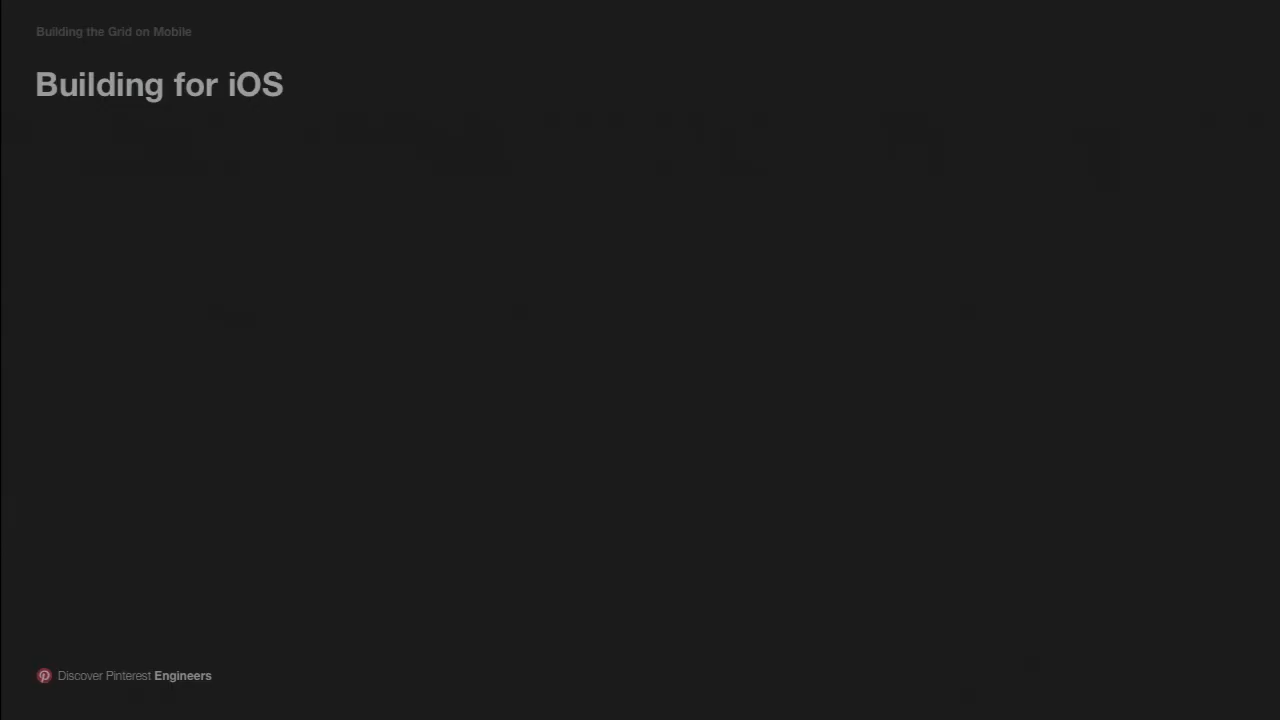 Building the Grid on Mobile
Building for iOS
Discover Pinterest Engineers